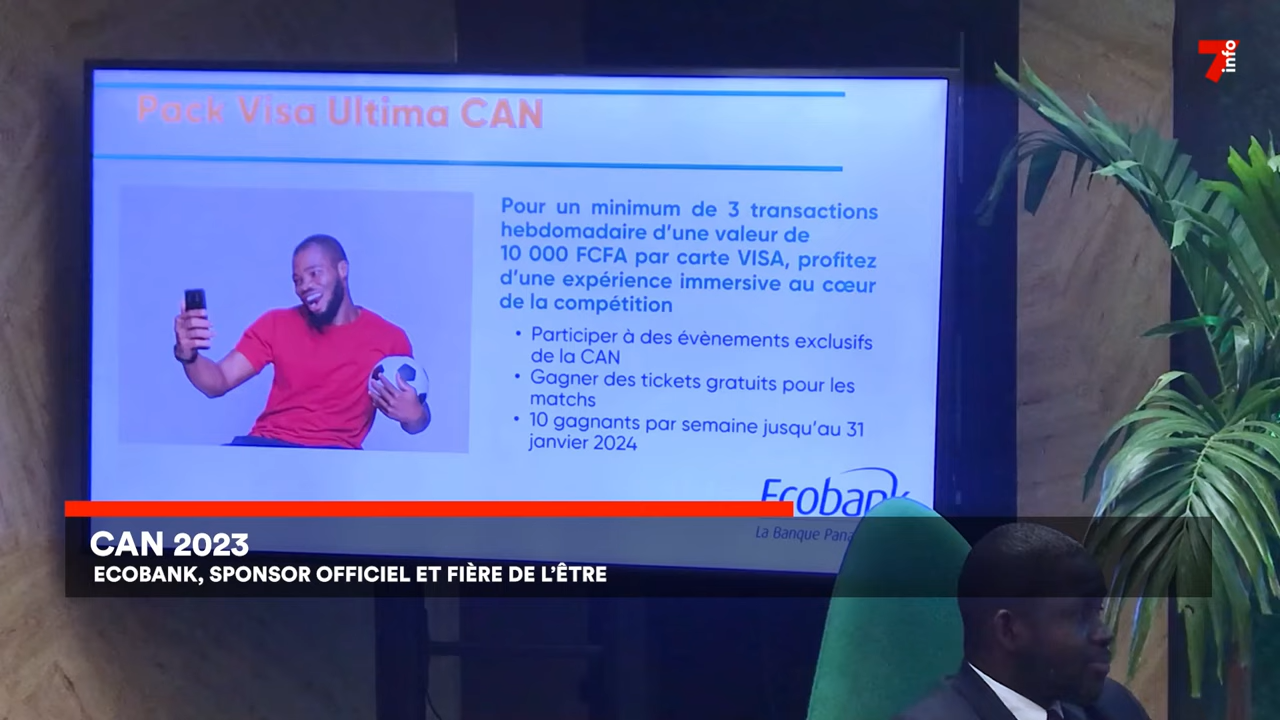 7info
Pack Visa Ultima CAN
Pour un minimum de 3 transactions
hebdomadaire d'une valeur de
10 000 FCFA par carte VISA, profitez
d'une expérience immersive au cœur
de la compétition
• Participer à des évènements exclusifs
de la CAN
• Gagner des tickets gratuits pour les
matchs
• 10 gagnants par semaine jusqu'au 31
janvier 2024
Ecobank
La Banque
CAN 2023
ECOBANK, SPONSOR OFFICIEL ET FIÈRE DE L'ÊTRE